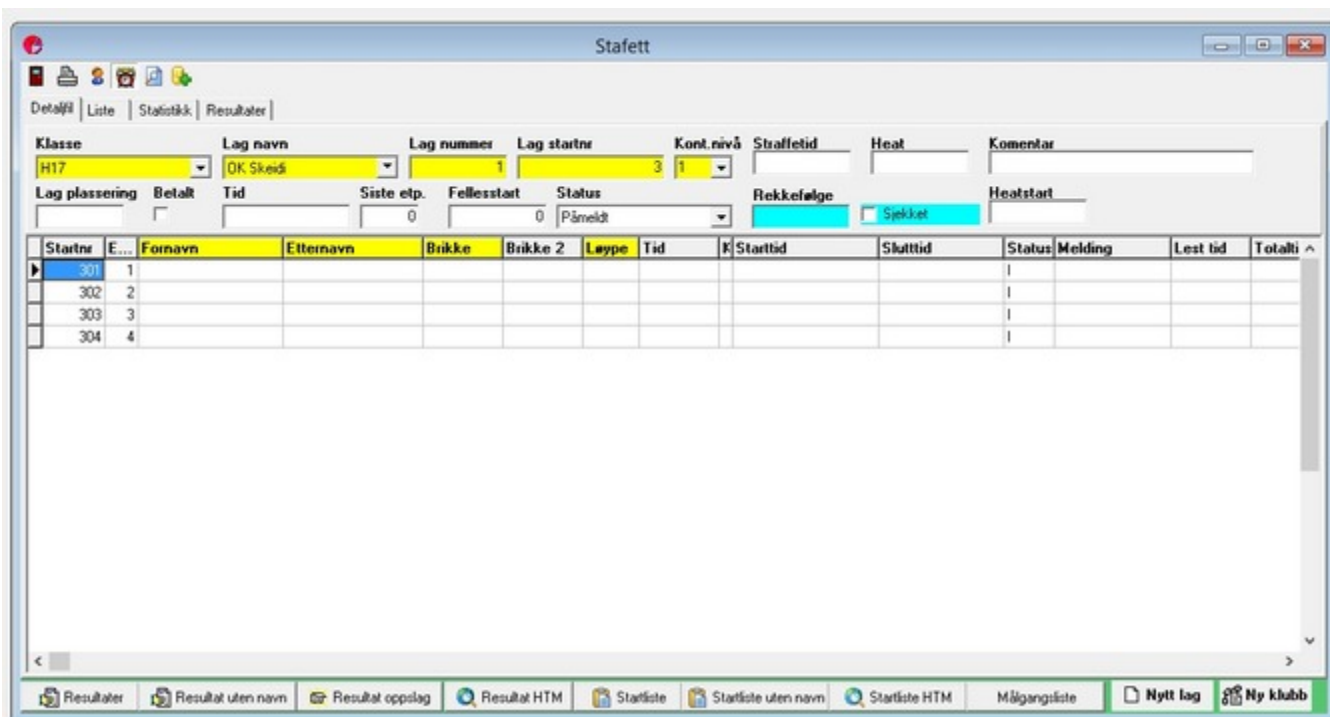 Stafett
Detaljfil Liste Statistikk Resultater
Klasse Lag navn Lag nummer Lag startnr Kont.nivå Straffetid Heat Komentar
H17 OK Skeidi 1 3 1
Lag plassering Betalt Tid Siste etp. Fellesstart Status Rekkefølge Sjekket Heatstart
0 0 Påmeldt
Startnr E... Fornavn Etternavn Brikke Brikke 2 Løype Tid K Starttid Slutttid Status Melding Lest tid Totalti
301 1 I
302 2 I
303 3 I
304 4 I
Resultater Resultat uten navn Resultat oppslag Resultat HTM Startliste Startliste uten navn Startliste HTM Målgangsliste Nytt lag Ny klubb